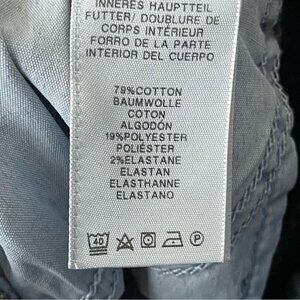 INNERES HAUPTTEIL
FUTTER/ DOUBLURE DE
CORPS INTÉRIEUR
FORRO DE LA PARTE
INTERIOR DEL CUERPO
79%COTTON
BAUMWOLLE
COTON
ALGODÓN
19%POLYESTER
POLIÉSTER
2%ELASTANE
ELASTAN
ELASTHANNE
ELASTANO
40
P